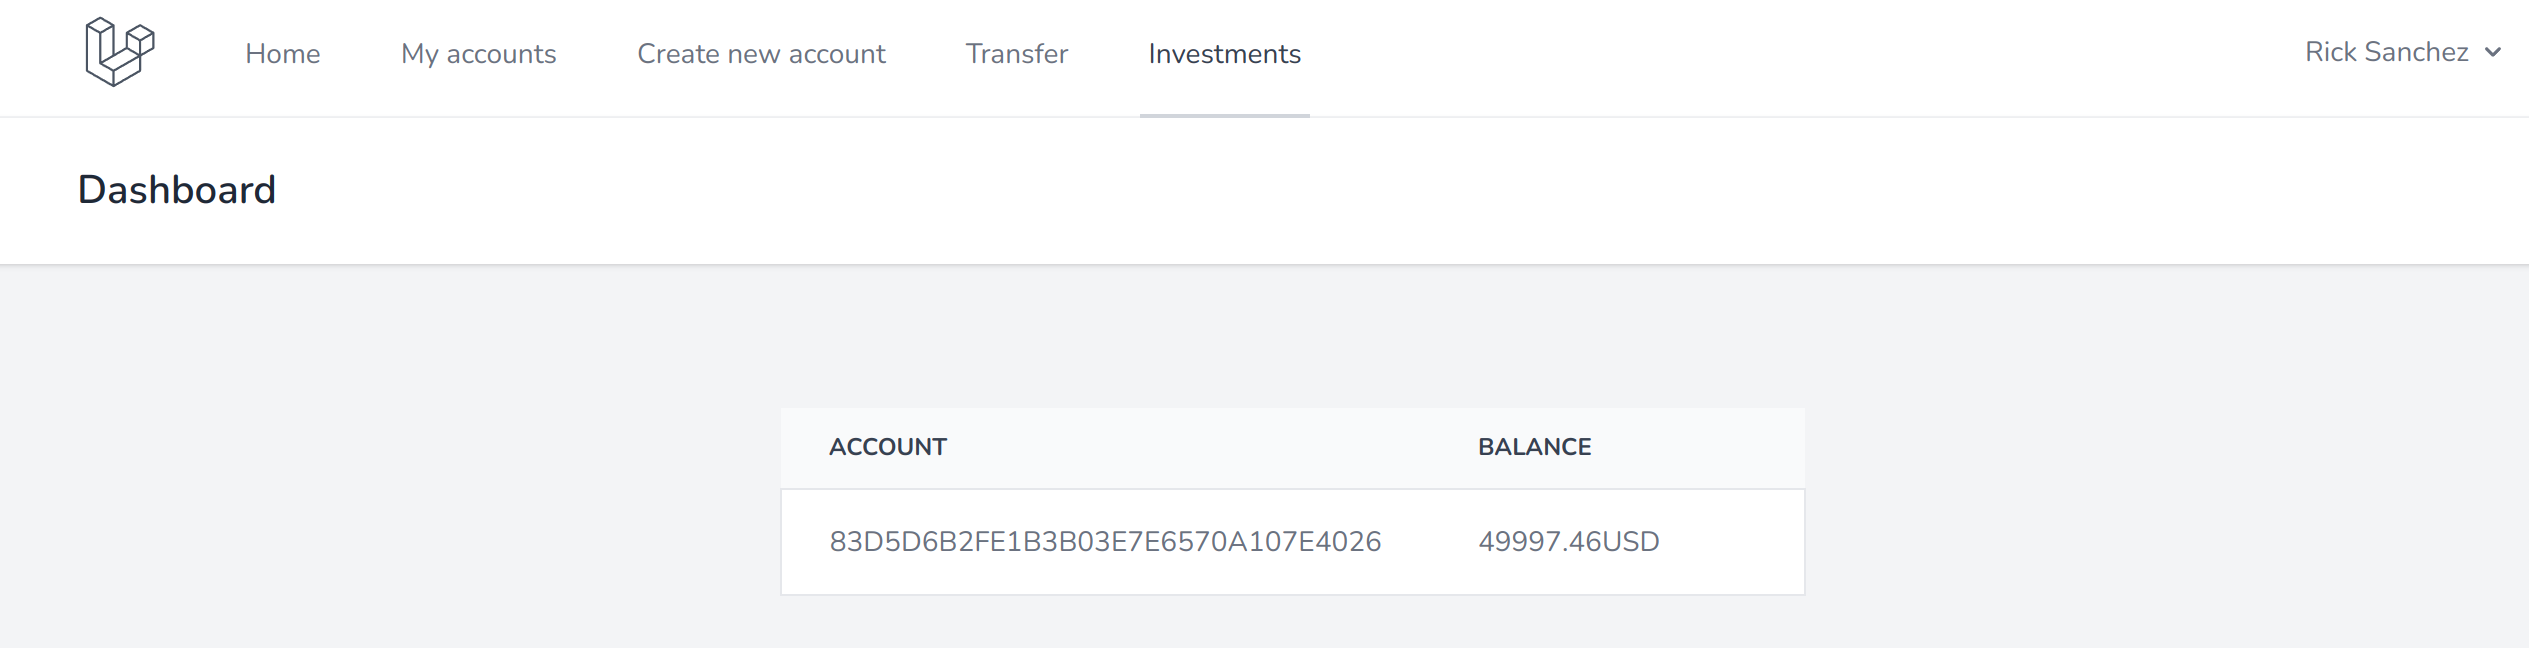 Home My accounts Create new account Transfer Investments Rick Sanchez
Dashboard
ACCOUNT BALANCE
83D5D6B2FE1B3B03E7E6570A107E4026 49997.46USD